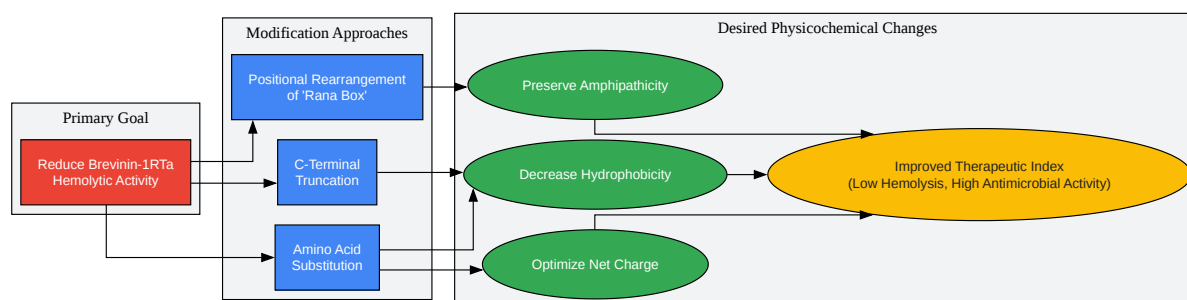 Primary Goal
Reduce Brevinin-1RTa
Hemolytic Activity
Modification Approaches
Positional Rearrangement
of 'Rana Box'
C-Terminal
Truncation
Amino Acid
Substitution
Desired Physicochemical Changes
Preserve Amphipathicity
Decrease Hydrophobicity
Optimize Net Charge
Improved Therapeutic Index
(Low Hemolysis, High Antimicrobial Activity)